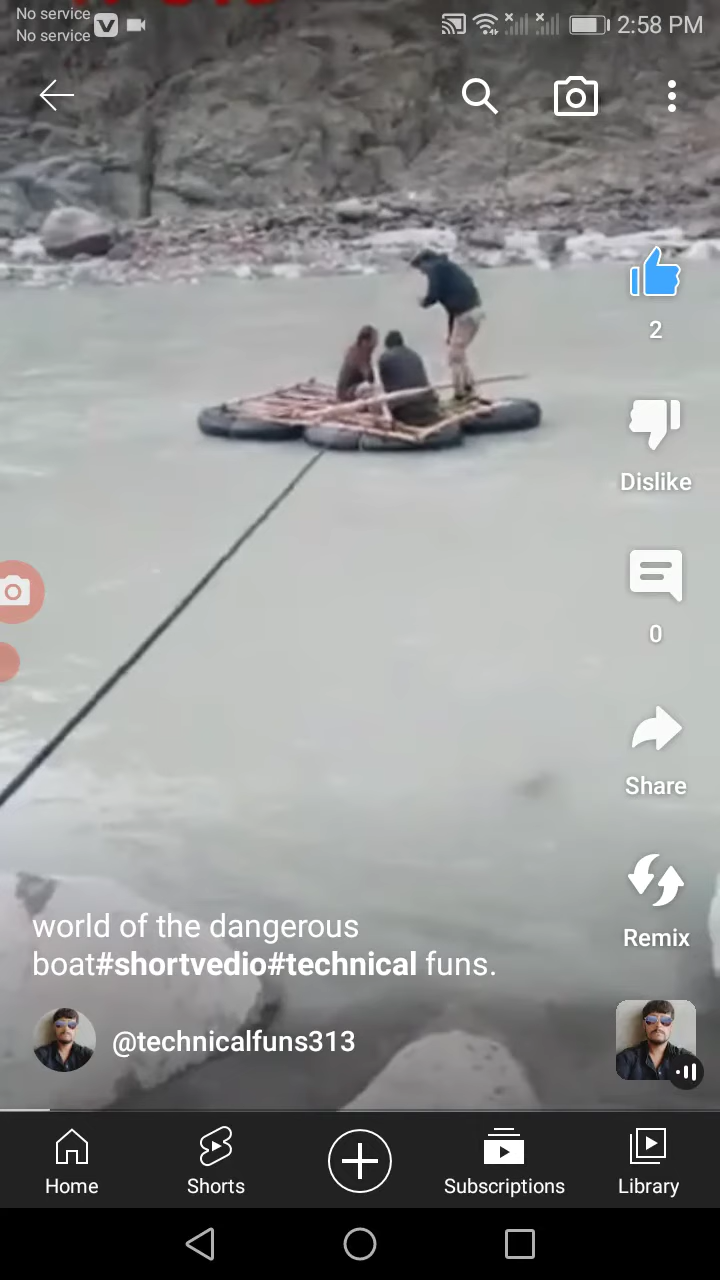 No service
No service
2:58 PM
2
Dislike
0
Share
Remix
world of the dangerous
boat#shortvedio#technical funs.
@technicalfuns313
Home
Shorts
Subscriptions
Library